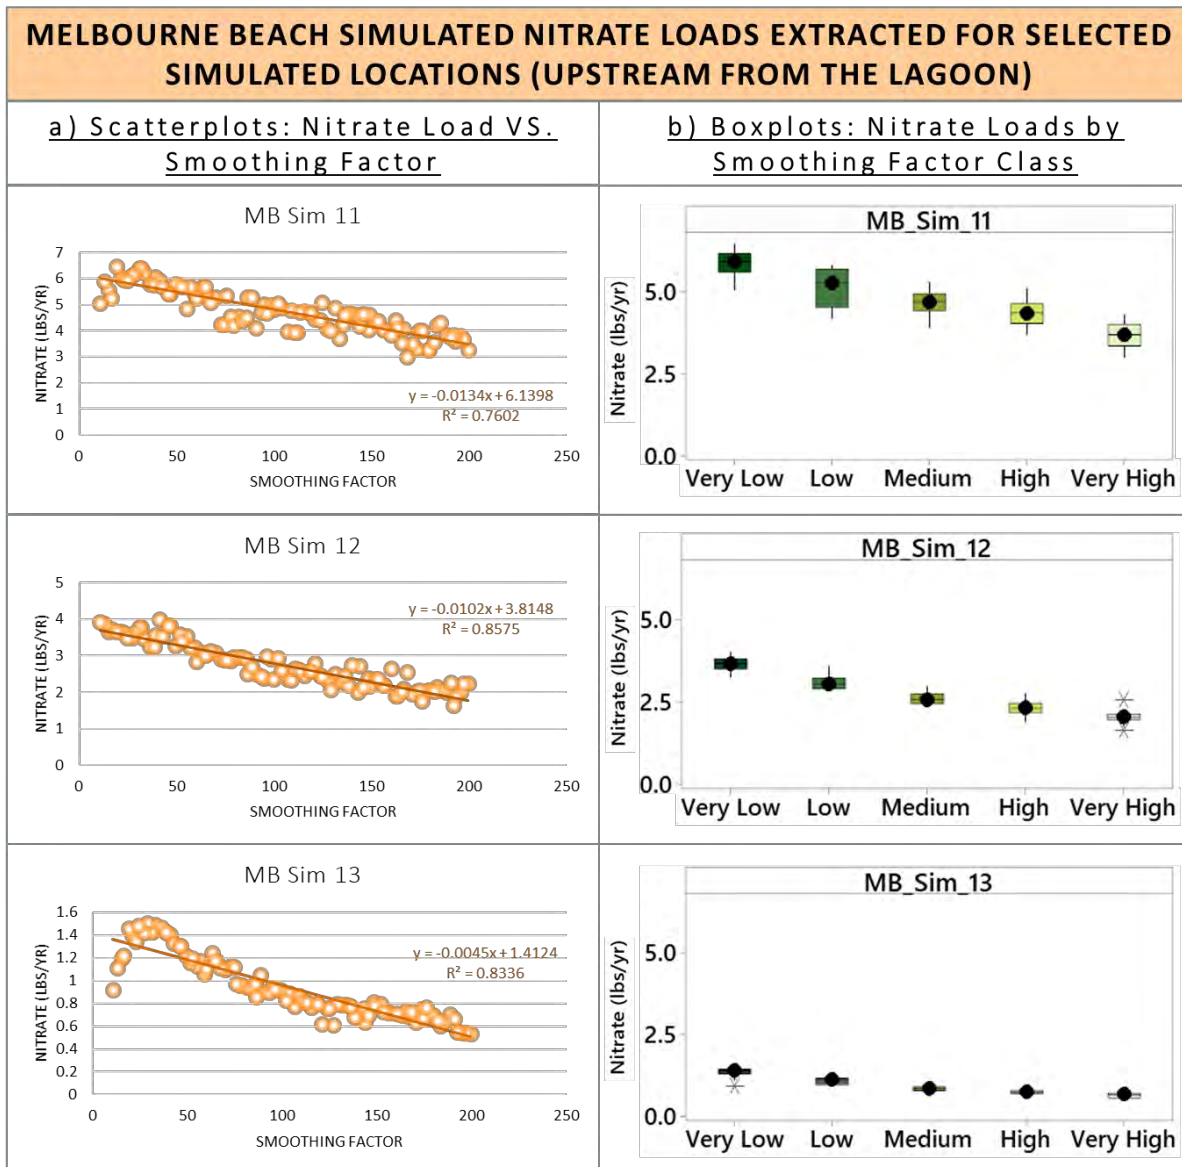 MELBOURNE BEACH SIMULATED NITRATE LOADS EXTRACTED FOR SELECTED
SIMULATED LOCATIONS (UPSTREAM FROM THE LAGOON)
a) Scatterplots: Nitrate Load VS.
Smoothing Factor
b) Boxplots: Nitrate Loads by
Smoothing Factor Class
MB Sim 11
NITRATE (LBS/YR)
7
6
5
4
3
2
1
0
y = -0.0134x + 6.1398
R² = 0.7602
0 50 100 150 200 250
SMOOTHING FACTOR
MB_Sim_11
Nitrate (lbs/yr)
5.0
2.5
0.0
Very Low Low Medium High Very High
MB Sim 12
NITRATE (LBS/YR)
5
4
3
2
1
0
y = -0.0102x + 3.8148
R² = 0.8575
0 50 100 150 200 250
SMOOTHING FACTOR
MB_Sim_12
Nitrate (lbs/yr)
5.0
2.5
0.0
Very Low Low Medium High Very High
MB Sim 13
NITRATE (LBS/YR)
1.6
1.4
1.2
1
0.8
0.6
0.4
0.2
0
y = -0.0045x + 1.4124
R² = 0.8336
0 50 100 150 200 250
SMOOTHING FACTOR
MB_Sim_13
Nitrate (lbs/yr)
5.0
2.5
0.0
Very Low Low Medium High Very High